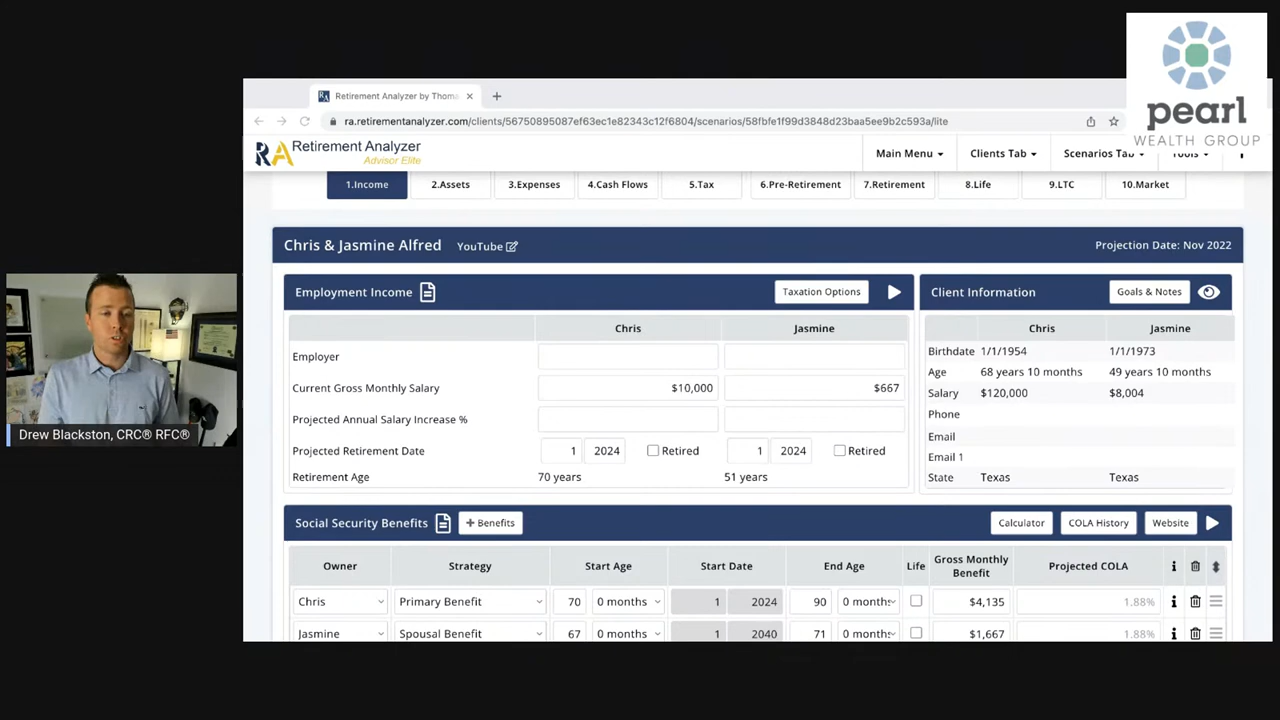 pearl
WEALTH GROUP
Retirement Analyzer by Thoma
ra.retirementanalyzer.com/clients/56750895087ef63ec1e82343c12f6804/scenarios/58fbfe1f99d3848d23baa5ee9b2c593a/lite
RA Retirement Analyzer
Advisor Elite
Main Menu Clients Tab Scenarios Tab Tools
1.Income 2.Assets 3.Expenses 4.Cash Flows 5.Tax 6.Pre-Retirement 7.Retirement 8.Life 9.LTC 10.Market
Chris & Jasmine Alfred YouTube Projection Date: Nov 2022
Employment Income Taxation Options
Chris Jasmine
Employer
Current Gross Monthly Salary $10,000 $667
Projected Annual Salary Increase %
Projected Retirement Date 1 2024 Retired 1 2024 Retired
Retirement Age 70 years 51 years
Client Information Goals & Notes
Chris Jasmine
Birthdate 1/1/1954 1/1/1973
Age 68 years 10 months 49 years 10 months
Salary $120,000 $8,004
Phone
Email
Email 1
State Texas Texas
Social Security Benefits + Benefits Calculator COLA History Website
Owner Strategy Start Age Start Date End Age Life Gross Monthly Benefit Projected COLA
Chris Primary Benefit 70 0 months 1 2024 90 0 months $4,135 1.88%
Jasmine Spousal Benefit 67 0 months 1 2040 71 0 months $1,667 1.88%
Drew Blackston, CRC® RFC®